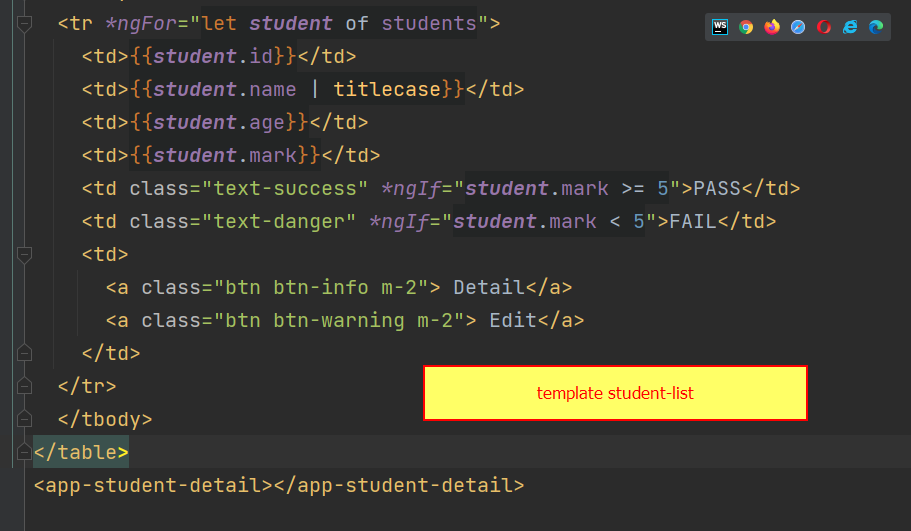 <tr *ngFor="let student of students">
<td>{{student.id}}</td>
<td>{{student.name | titlecase}}</td>
<td>{{student.age}}</td>
<td>{{student.mark}}</td>
<td class="text-success" *ngIf="student.mark >= 5">PASS</td>
<td class="text-danger" *ngIf="student.mark < 5">FAIL</td>
<td>
<a class="btn btn-info m-2"> Detail</a>
<a class="btn btn-warning m-2"> Edit</a>
</td>
</tr>
</tbody>
</table>
<app-student-detail></app-student-detail>
WS
template student-list